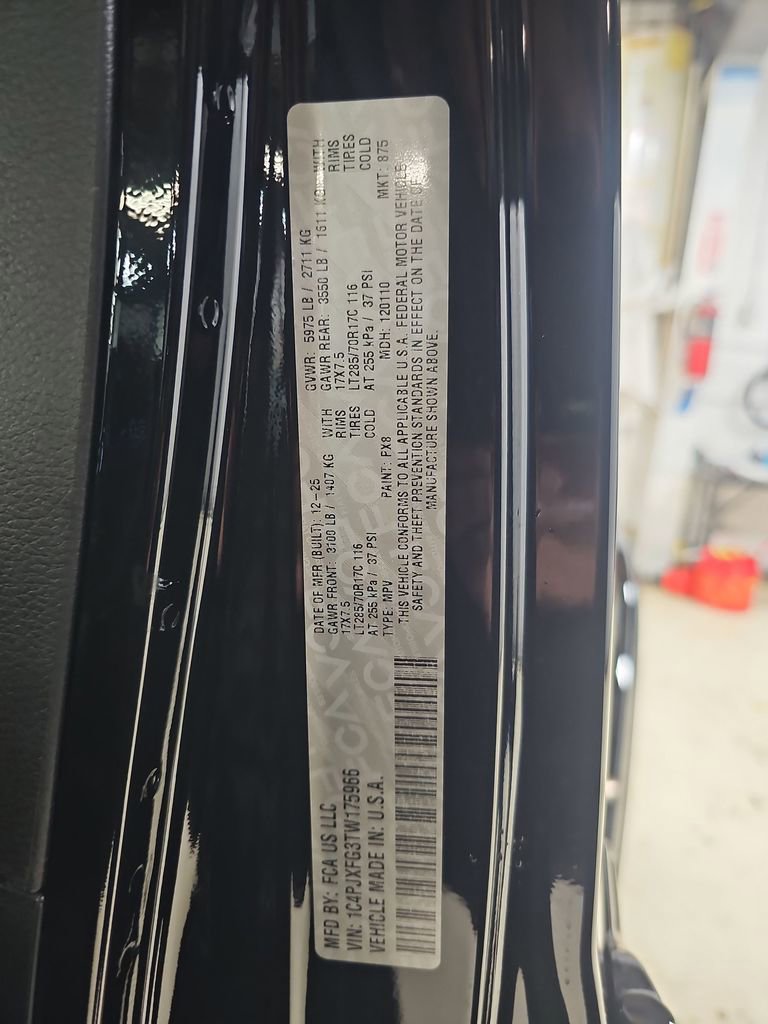 MFD BY: FCA US LLC
VIN: 1C4PJXFG3TW175966
VEHICLE MADE IN: U.S.A.
DATE OF MFR (BUILT): 12-25 GVWR: 5975 LB / 2711 KG
GAWR FRONT: 3100 LB / 1407 KG WITH GAWR REAR: 3550 LB / 1611 KG WITH
17X7.5 RIMS 17X7.5 RIMS
LT285/70R17C 116 TIRES LT285/70R17C 116 TIRES
AT 255 kPa / 37 PSI COLD AT 255 kPa / 37 PSI COLD
TYPE: MPV PAINT: PX8 MDH: 120110 MKT: 875
THIS VEHICLE CONFORMS TO ALL APPLICABLE U.S.A. FEDERAL MOTOR VEHICLE
SAFETY AND THEFT PREVENTION STANDARDS IN EFFECT ON THE DATE OF
MANUFACTURE SHOWN ABOVE.